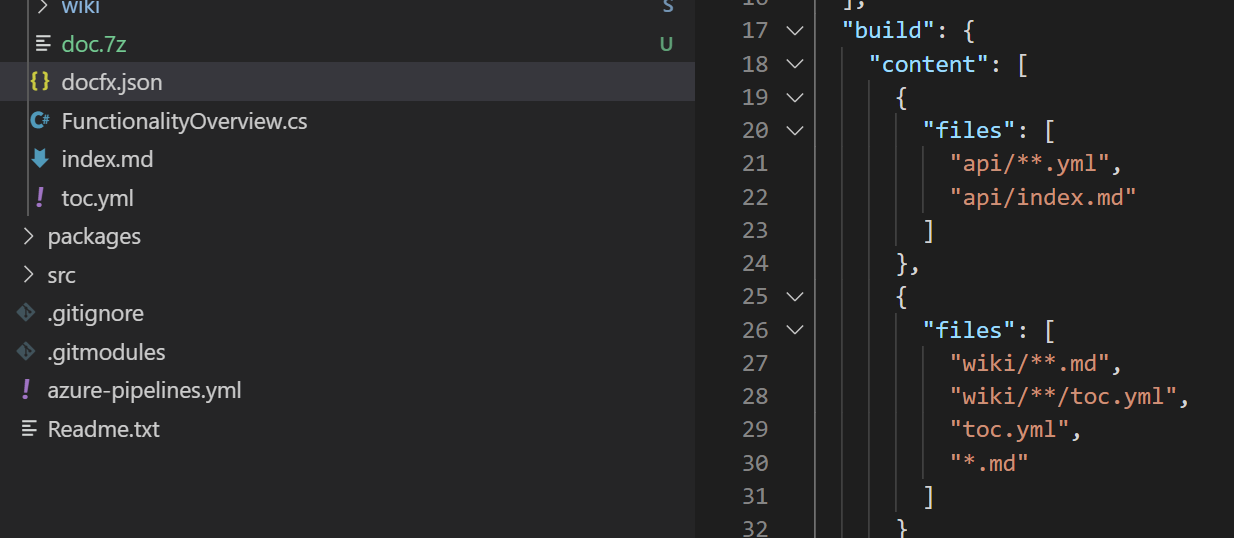 wiki S
doc.7z U
docfx.json
FunctionalityOverview.cs
index.md
toc.yml
packages
src
.gitignore
.gitmodules
azure-pipelines.yml
Readme.txt
16 ],
17 "build": {
18 "content": [
19 {
20 "files": [
21 "api/**.yml",
22 "api/index.md"
23 ]
24 },
25 {
26 "files": [
27 "wiki/**.md",
28 "wiki/**/toc.yml",
29 "toc.yml",
30 "*.md"
31 ]
32 }